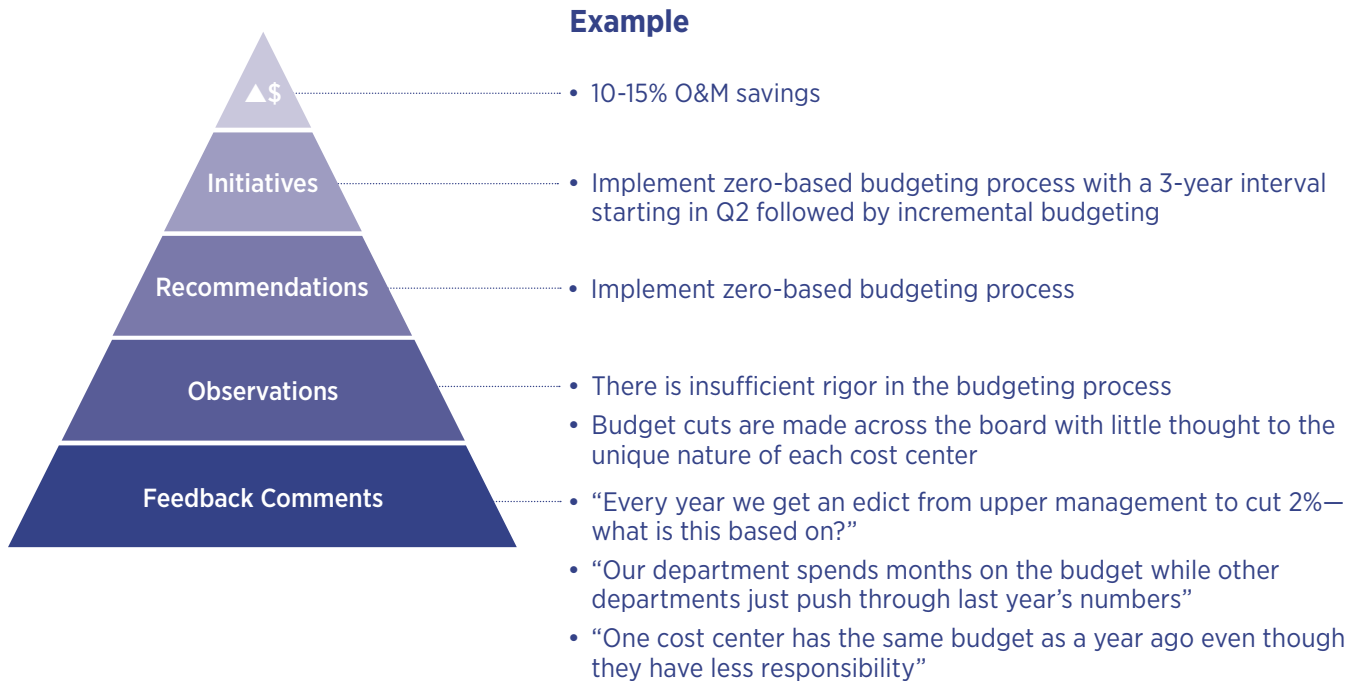 Example
▲$
• 10-15% O&M savings
Initiatives
• Implement zero-based budgeting process with a 3-year interval
starting in Q2 followed by incremental budgeting
Recommendations
• Implement zero-based budgeting process
Observations
• There is insufficient rigor in the budgeting process
• Budget cuts are made across the board with little thought to the
unique nature of each cost center
Feedback Comments
• “Every year we get an edict from upper management to cut 2%—
what is this based on?”
• “Our department spends months on the budget while other
departments just push through last year’s numbers”
• “One cost center has the same budget as a year ago even though
they have less responsibility”